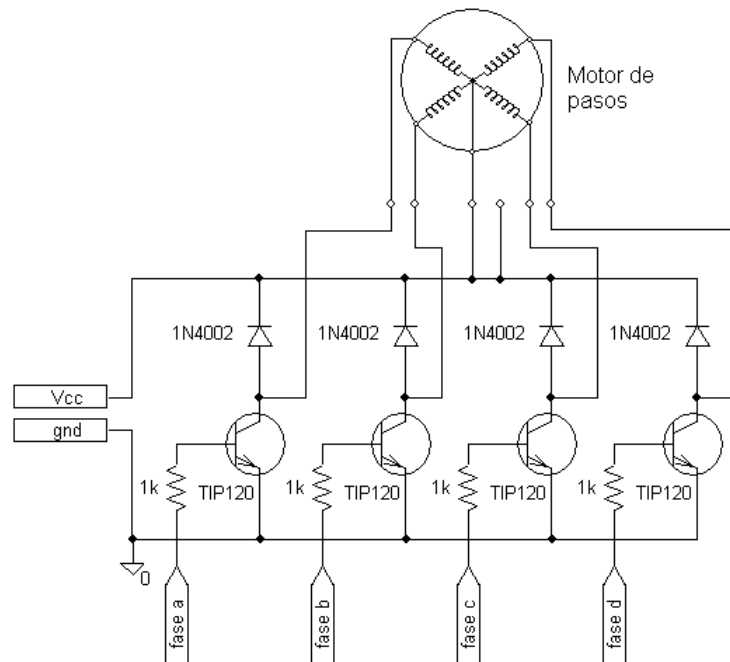 Motor de
pasos
1N4002
1N4002
1N4002
1N4002
Vcc
gnd
1k
TIP120
1k
TIP120
1k
TIP120
1k
TIP120
0
fase a
fase b
fase c
fase d